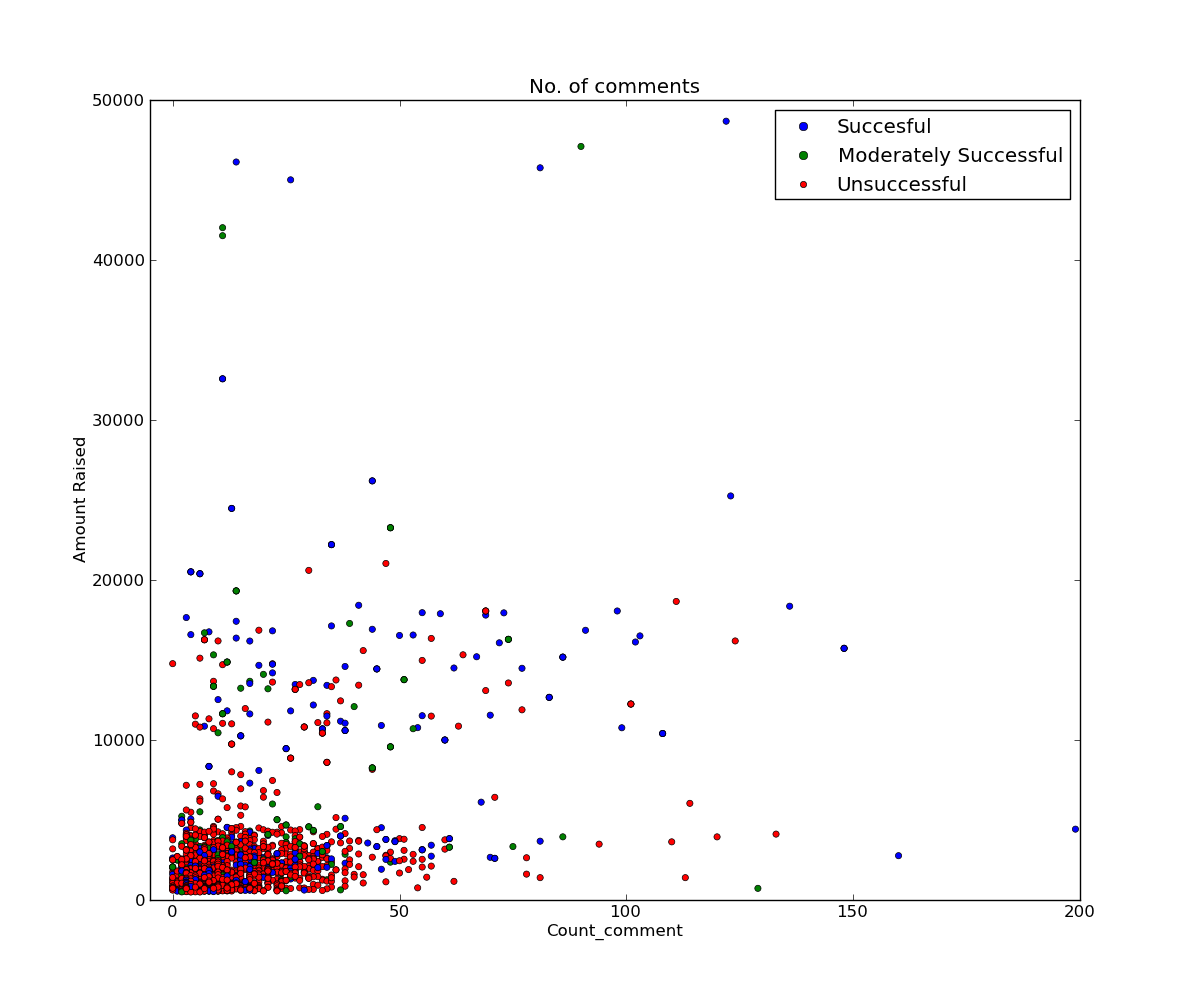 No. of comments
50000
40000
30000
20000
10000
0
Amount Raised
Succesful
Moderately Successful
Unsuccessful
0 50 100 150 200
Count_comment